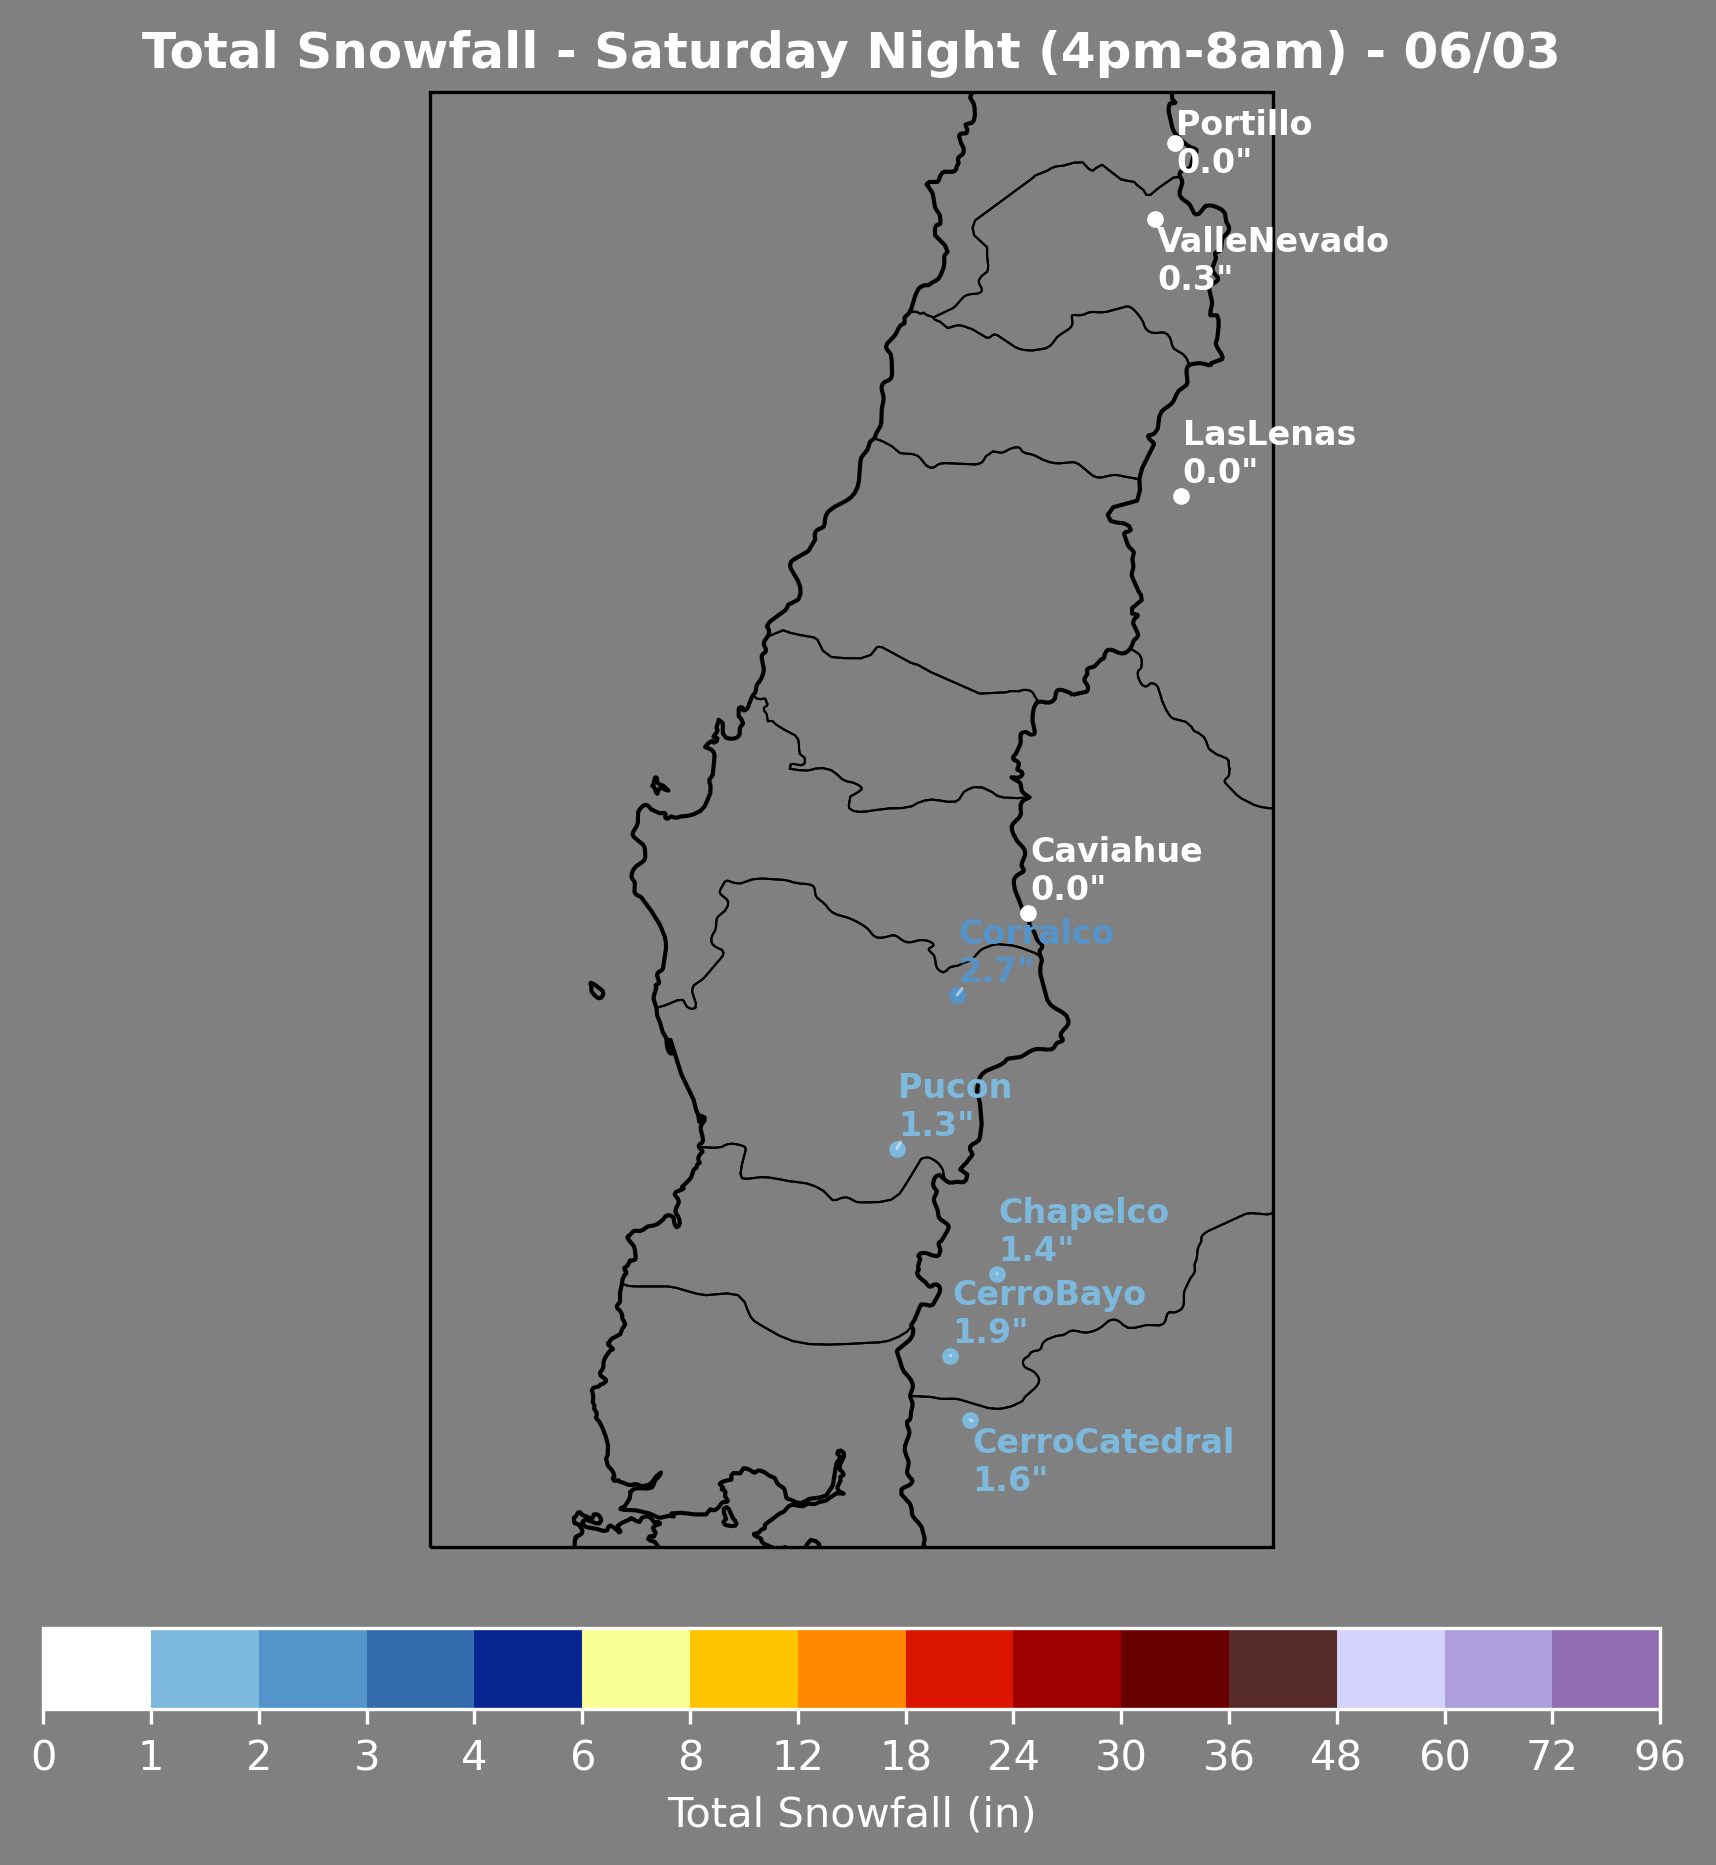 Total Snowfall - Saturday Night (4pm-8am) - 06/03
Portillo
0.0"
ValleNevado
0.3"
LasLenas
0.0"
Caviahue
0.0"
Corralco
2.7"
Pucon
1.3"
Chapelco
1.4"
CerroBayo
1.9"
CerroCatedral
1.6"
0 1 2 3 4 6 8 12 18 24 30 36 48 60 72 96
Total Snowfall (in)